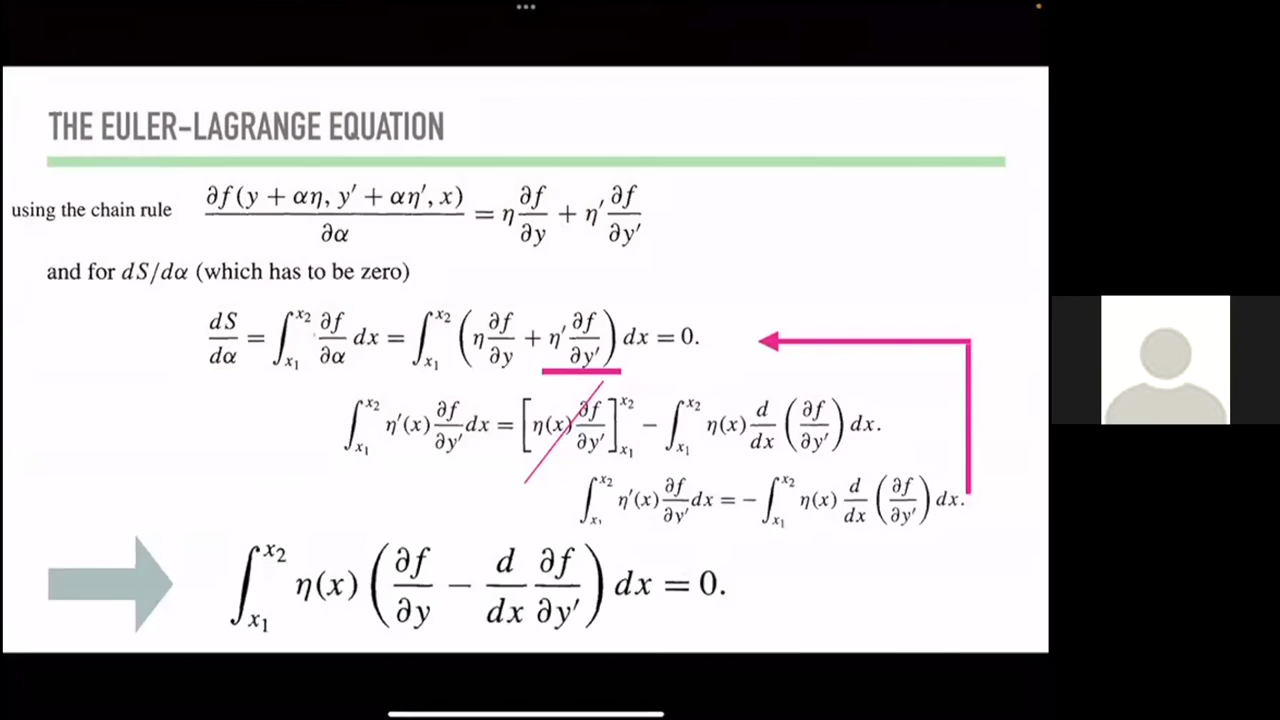 THE EULER-LAGRANGE EQUATION
using the chain rule ∂f(y + αη, y′ + αη′, x)/∂α = η ∂f/∂y + η′ ∂f/∂y′
and for dS/dα (which has to be zero)
dS/dα = ∫_{x₁}^{x₂} ∂f/∂α dx = ∫_{x₁}^{x₂} (η ∂f/∂y + η′ ∂f/∂y′) dx = 0.
∫_{x₁}^{x₂} η′(x) ∂f/∂y′ dx = [η(x) ∂f/∂y′]_{x₁}^{x₂} − ∫_{x₁}^{x₂} η(x) d/dx (∂f/∂y′) dx.
∫_{x₁}^{x₂} η′(x) ∂f/∂y′ dx = − ∫_{x₁}^{x₂} η(x) d/dx (∂f/∂y′) dx.
∫_{x₁}^{x₂} η(x) (∂f/∂y − d/dx ∂f/∂y′) dx = 0.